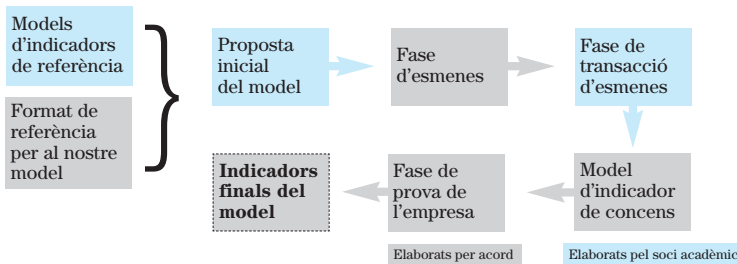 Models
d'indicadors
de referència
Format de
referència
per al nostre
model
Proposta
inicial
del model
Fase
d'esmenes
Fase de
transacció
d'esmenes
Indicadors
finals del
model
Fase de
prova de
l'empresa
Model
d'indicador
de concens
Elaborats per acord
Elaborats pel soci acadèmic